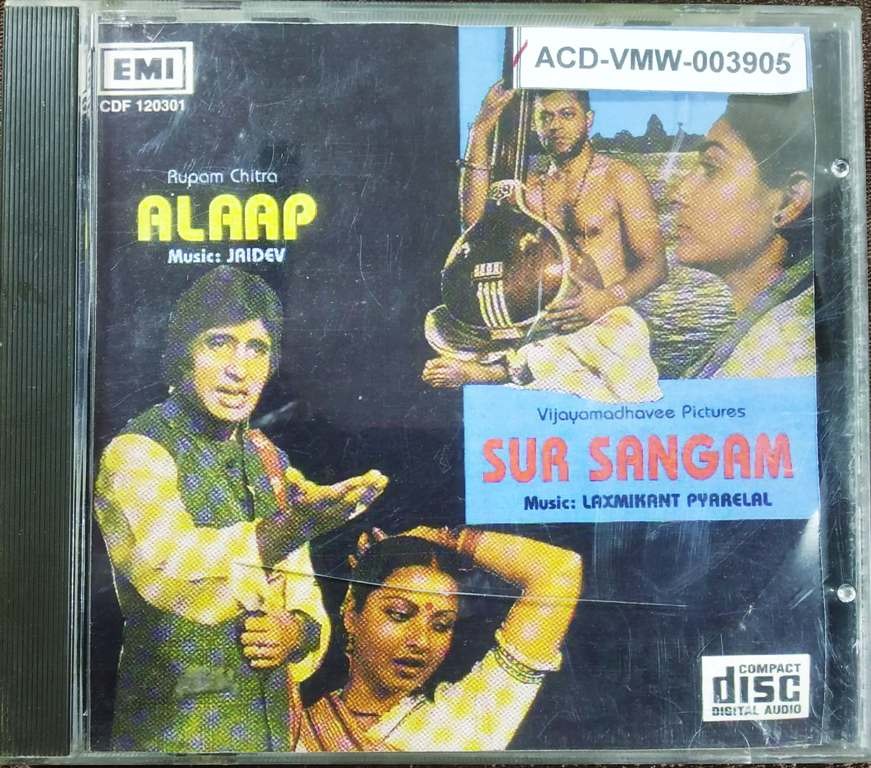 EMI
CDF 120301
ACD-VMW-003905
Rupam Chitra
ALAAP
Music: JAIDEV
Vijayamadhavee Pictures
SUR SANGAM
Music: LAXMIKANT PYARELAL
COMPACT
disc
DIGITAL AUDIO